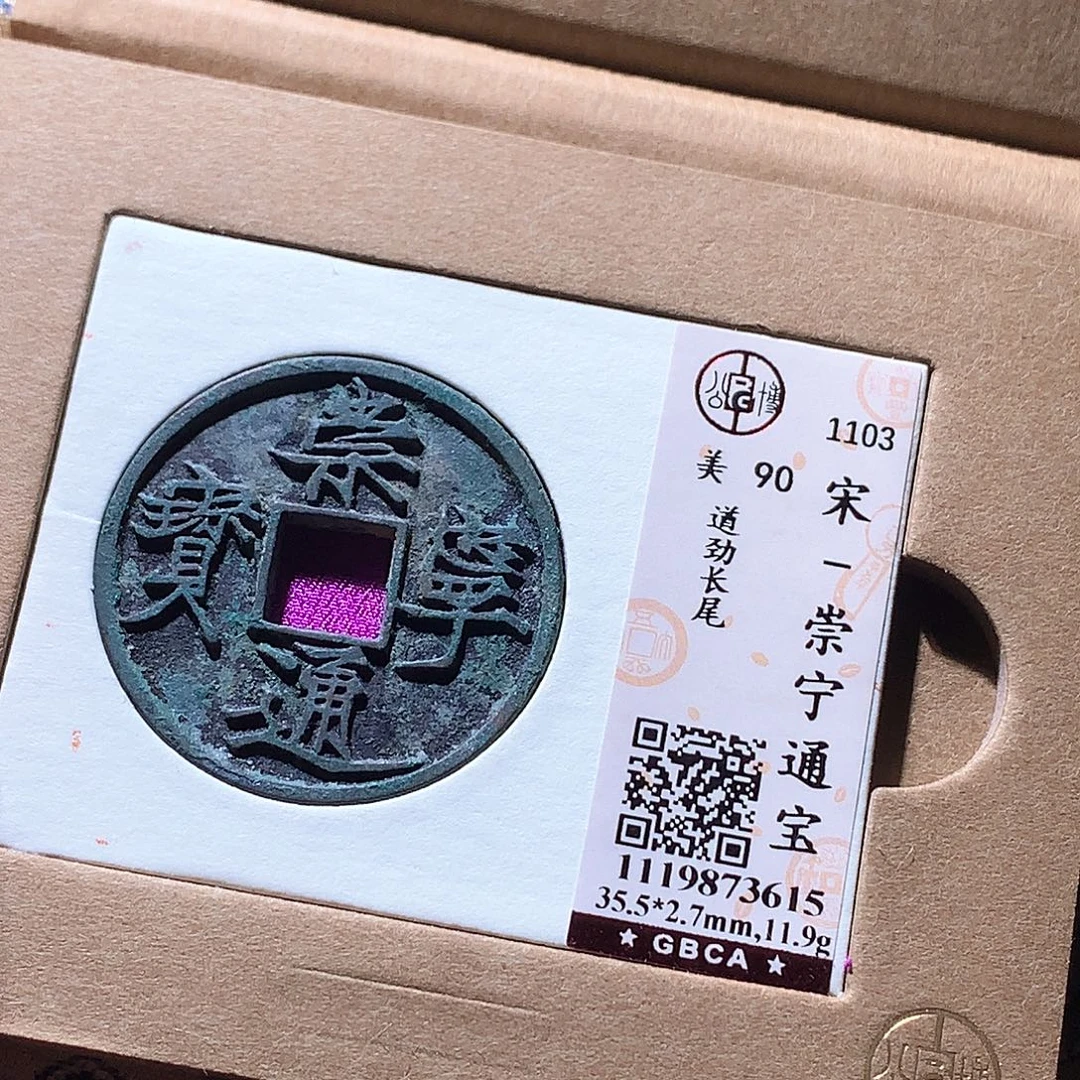 崇寧通寶
公博
1103
宋－崇宁通宝
美 90
道劲长尾
1119873615
35.5*2.7mm,11.9g
★ GBCA ★